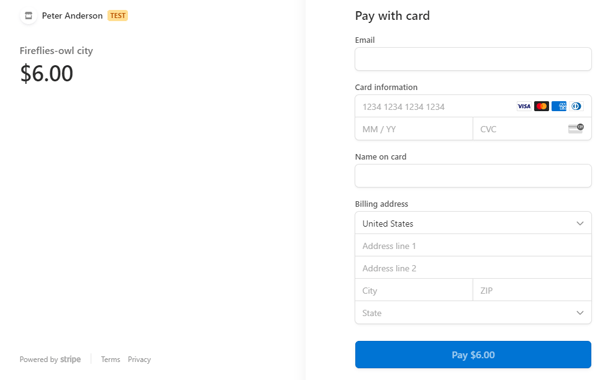 Peter Anderson TEST
Fireflies-owl city
$6.00
Powered by stripe
Terms Privacy
Pay with card
Email
Card information
1234 1234 1234 1234 VISA
MM / YY CVC
Name on card
Billing address
United States
Address line 1
Address line 2
City ZIP
State
Pay $6.00